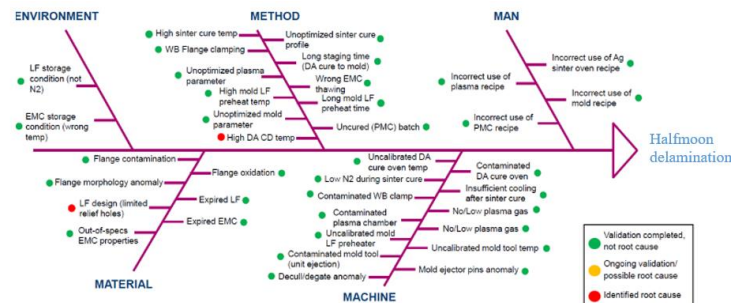 ENVIRONMENT
METHOD
MAN
High sinter cure temp
WB Flange clamping
Unoptimized plasma
parameter
High mold LF
preheat temp
Unoptimized mold
parameter
High DA CD temp
Unoptimized sinter cure
profile
Long staging time
(DA cure to mold)
Wrong EMC
thawing
Long mold LF
preheat time
Uncured (PMC) batch
LF storage
condition (not
N2)
EMC storage
condition (wrong
temp)
Incorrect use of
plasma recipe
Incorrect use of
PMC recipe
Incorrect use of Ag
sinter oven recipe
Incorrect use of
mold recipe
Halfmoon
delamination
Flange contamination
Flange morphology anomaly
LF design (limited
relief holes)
Out-of-specs
EMC properties
Flange oxidation
Expired LF
Expired EMC
MATERIAL
Uncalibrated DA
cure oven temp
Low N2 during sinter cure
Contaminated WB clamp
Contaminated
plasma chamber
Uncalibrated mold
LF preheater
Contaminated mold tool
(unit ejection)
Decull/degate anomaly
Contaminated
DA cure oven
Insufficient cooling
after sinter cure
No/Low plasma gas
No/Low plasma gas
Uncalibrated mold tool temp
Mold ejector pins anomaly
MACHINE
Validation completed,
not root cause
Ongoing validation/
possible root cause
Identified root cause